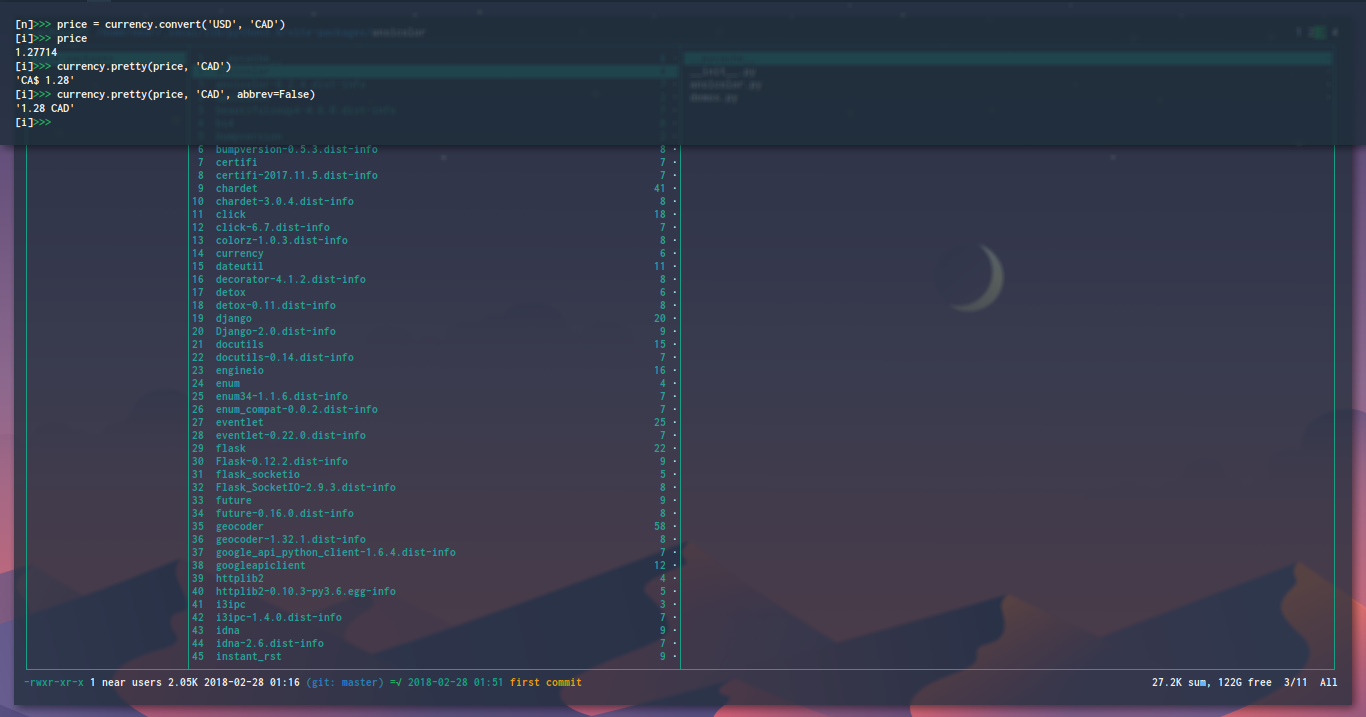 [n]>>> price = currency.convert('USD', 'CAD')
[i]>>> price
1.27714
[i]>>> currency.pretty(price, 'CAD')
'CA$ 1.28'
[i]>>> currency.pretty(price, 'CAD', abbrev=False)
'1.28 CAD'
[i]>>>
__init__.py
ansicolor.py
demos.py
6 bumpversion-0.5.3.dist-info 8
7 certifi 7
8 certifi-2017.11.5.dist-info 7
9 chardet 41
10 chardet-3.0.4.dist-info 8
11 click 18
12 click-6.7.dist-info 7
13 colorz-1.0.3.dist-info 8
14 currency 6
15 dateutil 11
16 decorator-4.1.2.dist-info 8
17 detox 6
18 detox-0.11.dist-info 8
19 django 20
20 Django-2.0.dist-info 9
21 docutils 15
22 docutils-0.14.dist-info 7
23 engineio 16
24 enum 4
25 enum34-1.1.6.dist-info 7
26 enum_compat-0.0.2.dist-info 7
27 eventlet 25
28 eventlet-0.22.0.dist-info 7
29 flask 22
30 Flask-0.12.2.dist-info 9
31 flask_socketio 5
32 Flask_SocketIO-2.9.3.dist-info 8
33 future 9
34 future-0.16.0.dist-info 8
35 geocoder 58
36 geocoder-1.32.1.dist-info 8
37 google_api_python_client-1.6.4.dist-info 7
38 googleapiclient 12
39 httplib2 4
40 httplib2-0.10.3-py3.6.egg-info 5
41 i3ipc 3
42 i3ipc-1.4.0.dist-info 7
43 idna 9
44 idna-2.6.dist-info 7
45 instant_rst 9
-rwxr-xr-x 1 near users 2.05K 2018-02-28 01:16 (git: master) =√ 2018-02-28 01:51 first commit 27.2K sum, 122G free 3/11 All